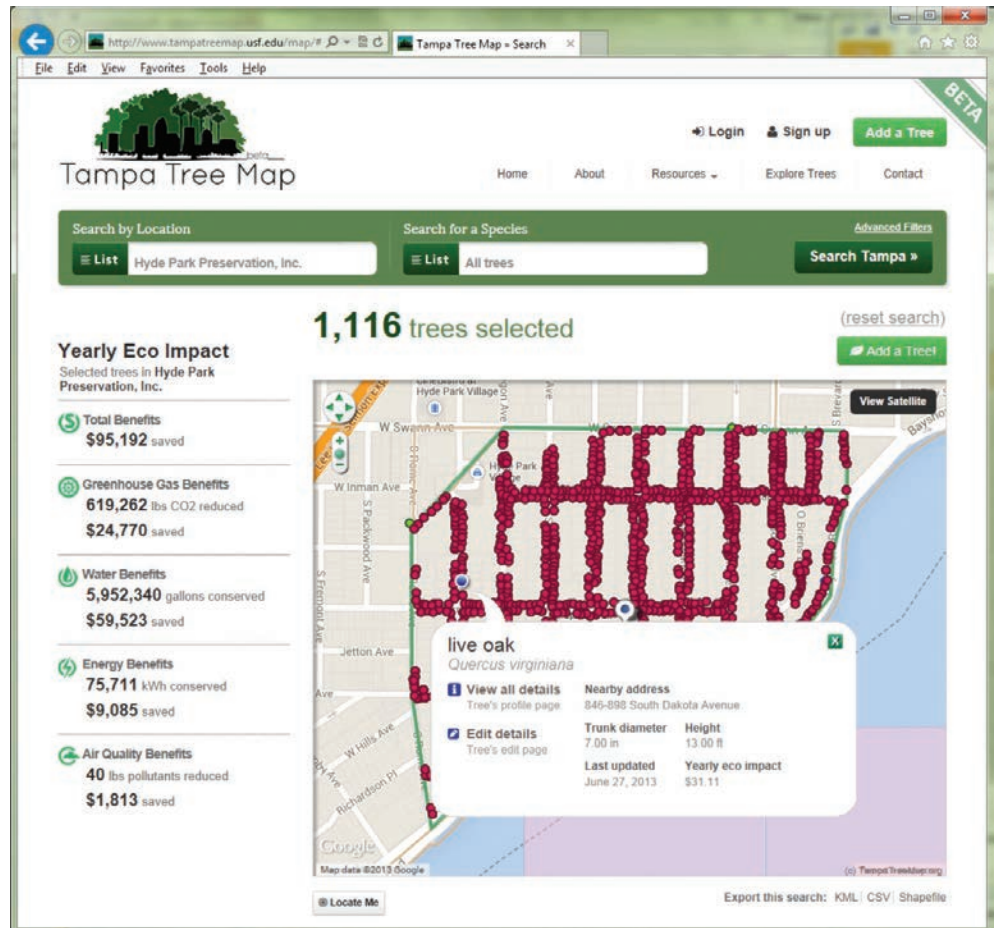 http://www.tampatreemap.usf.edu/map/#
Tampa Tree Map » Search
File Edit View Favorites Tools Help
BETA
beta
Tampa Tree Map
Login Sign up Add a Tree
Home About Resources Explore Trees Contact
Search by Location Search for a Species Advanced Filters
List Hyde Park Preservation, Inc. List All trees Search Tampa »
1,116 trees selected
(reset search)
Add a Tree!
Yearly Eco Impact
Selected trees in Hyde Park
Preservation, Inc.
Total Benefits
$95,192 saved
Greenhouse Gas Benefits
619,262 lbs CO2 reduced
$24,770 saved
Water Benefits
5,952,340 gallons conserved
$59,523 saved
Energy Benefits
75,711 kWh conserved
$9,085 saved
Air Quality Benefits
40 lbs pollutants reduced
$1,813 saved
View Satellite
Hyde Park Village
W Swann Ave
Hyde Park
W Inman Ave
S Packwood Ave
S Rome Ave
S Fremont Ave
Jetton Ave
Ave
W Hills Ave
Richardson Pl
live oak
Quercus virginiana
View all details
Tree's profile page
Edit details
Tree's edit page
Nearby address
846-898 South Dakota Avenue
Trunk diameter Height
7.00 in 13.00 ft
Last updated Yearly eco impact
June 27, 2013 $31.11
X
Google
Map data ©2013 Google
(c) TampaTreeMap.org
Locate Me
Export this search: KML | CSV | Shapefile